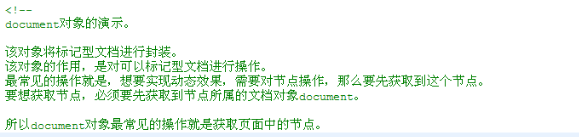 <!--
document对象的演示。
该对象将标记型文档进行封装。
该对象的作用，是对可以标记型文档进行操作。
最常见的操作就是，想要实现动态效果，需要对节点操作，那么要先获取到这个节点。
要想获取节点，必须要先获取到节点所属的文档对象document。
所以document对象最常见的操作就是获取页面中的节点。